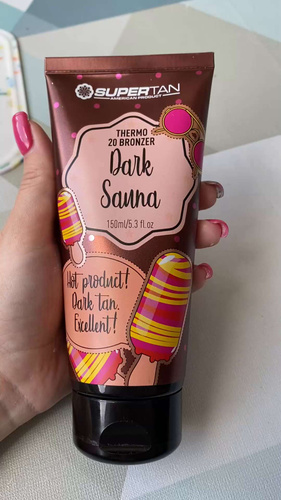 SUPERTAN
AMERICAN PRODUCT
THERMO
20 BRONZER
Dark
Sauna
150ml/5.3 fl.oz.
Hot product!
Dark tan.
Excellent!